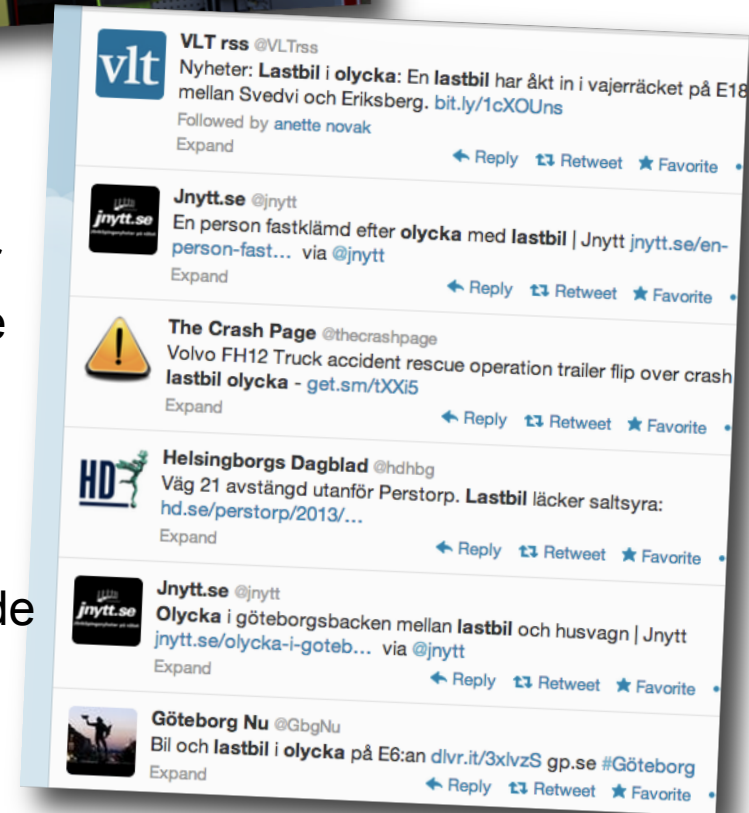 VLT rss @VLTrss
vlt
Nyheter: Lastbil i olycka: En lastbil har åkt in i vajerräcket på E18
mellan Svedvi och Eriksberg. bit.ly/1cXOUns
Followed by anette novak
Expand
Reply Retweet Favorite
Jnytt.se @jnytt
jnytt.se
En person fastklämd efter olycka med lastbil | Jnytt jnytt.se/en-
person-fast... via @jnytt
Expand
Reply Retweet Favorite
The Crash Page @thecrashpage
Volvo FH12 Truck accident rescue operation trailer flip over crash
lastbil olycka - get.sm/tXXi5
Expand
Reply Retweet Favorite
Helsingborgs Dagblad @hdhbg
HD
Väg 21 avstängd utanför Perstorp. Lastbil läcker saltsyra:
hd.se/perstorp/2013/...
Expand
Reply Retweet Favorite
de
Jnytt.se @jnytt
jnytt.se
Olycka i göteborgsbacken mellan lastbil och husvagn | Jnytt
jnytt.se/olycka-i-goteb... via @jnytt
Expand
Reply Retweet Favorite
Göteborg Nu @GbgNu
Bil och lastbil i olycka på E6:an dlvr.it/3xlvzS gp.se #Göteborg
Expand
Reply Retweet Favorite